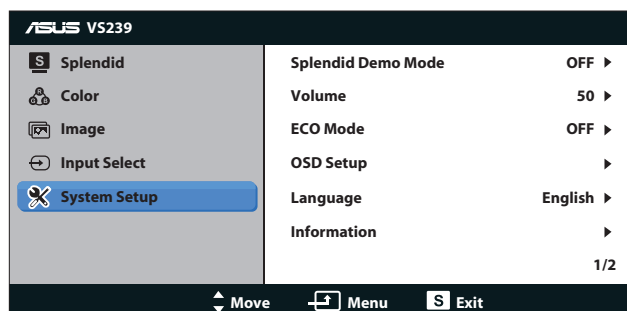 ASUS VS239
S Splendid
Color
Image
Input Select
System Setup
Splendid Demo Mode OFF
Volume 50
ECO Mode OFF
OSD Setup
Language English
Information
1/2
Move Menu S Exit